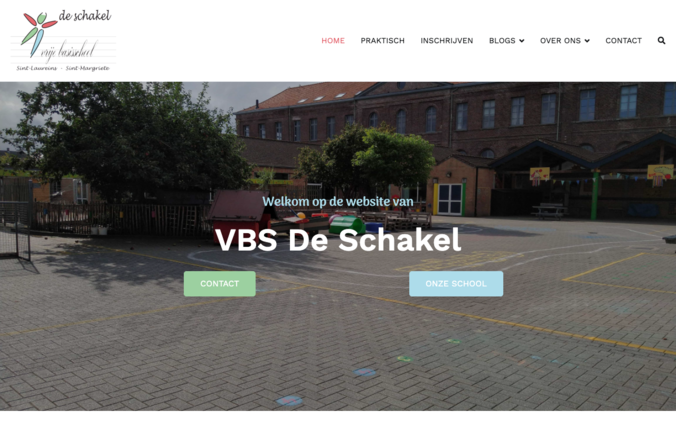 de schakel
vrije basisschool
Sint-Laureins - Sint-Margriete
HOME
PRAKTISCH
INSCHRIJVEN
BLOGS
OVER ONS
CONTACT
Welkom op de website van
VBS De Schakel
CONTACT
ONZE SCHOOL